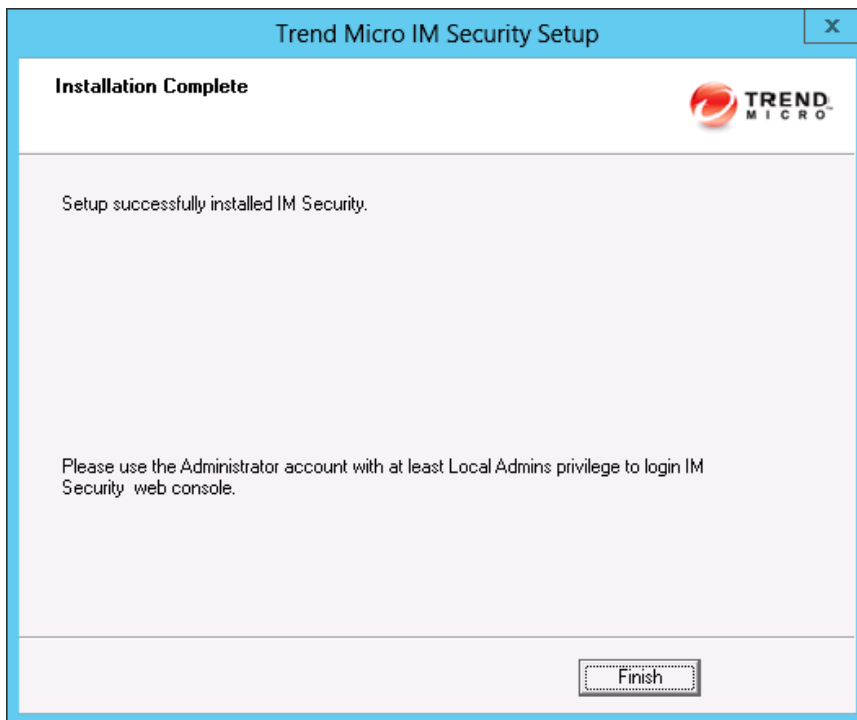 Trend Micro IM Security Setup
x
Installation Complete
TREND
MICRO™
Setup successfully installed IM Security.
Please use the Administrator account with at least Local Admins privilege to login IM
Security web console.
Finish